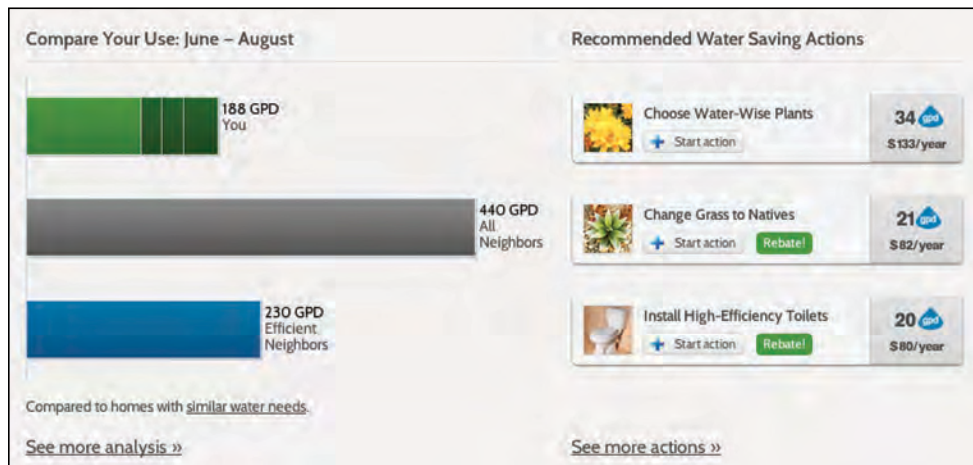 Compare Your Use: June – August
188 GPD
You
440 GPD
All
Neighbors
230 GPD
Efficient
Neighbors
Compared to homes with similar water needs.
See more analysis »
Recommended Water Saving Actions
Choose Water-Wise Plants
+ Start action
34 gpd
$133/year
Change Grass to Natives
+ Start action Rebate!
21 gpd
$82/year
Install High-Efficiency Toilets
+ Start action Rebate!
20 gpd
$80/year
See more actions »